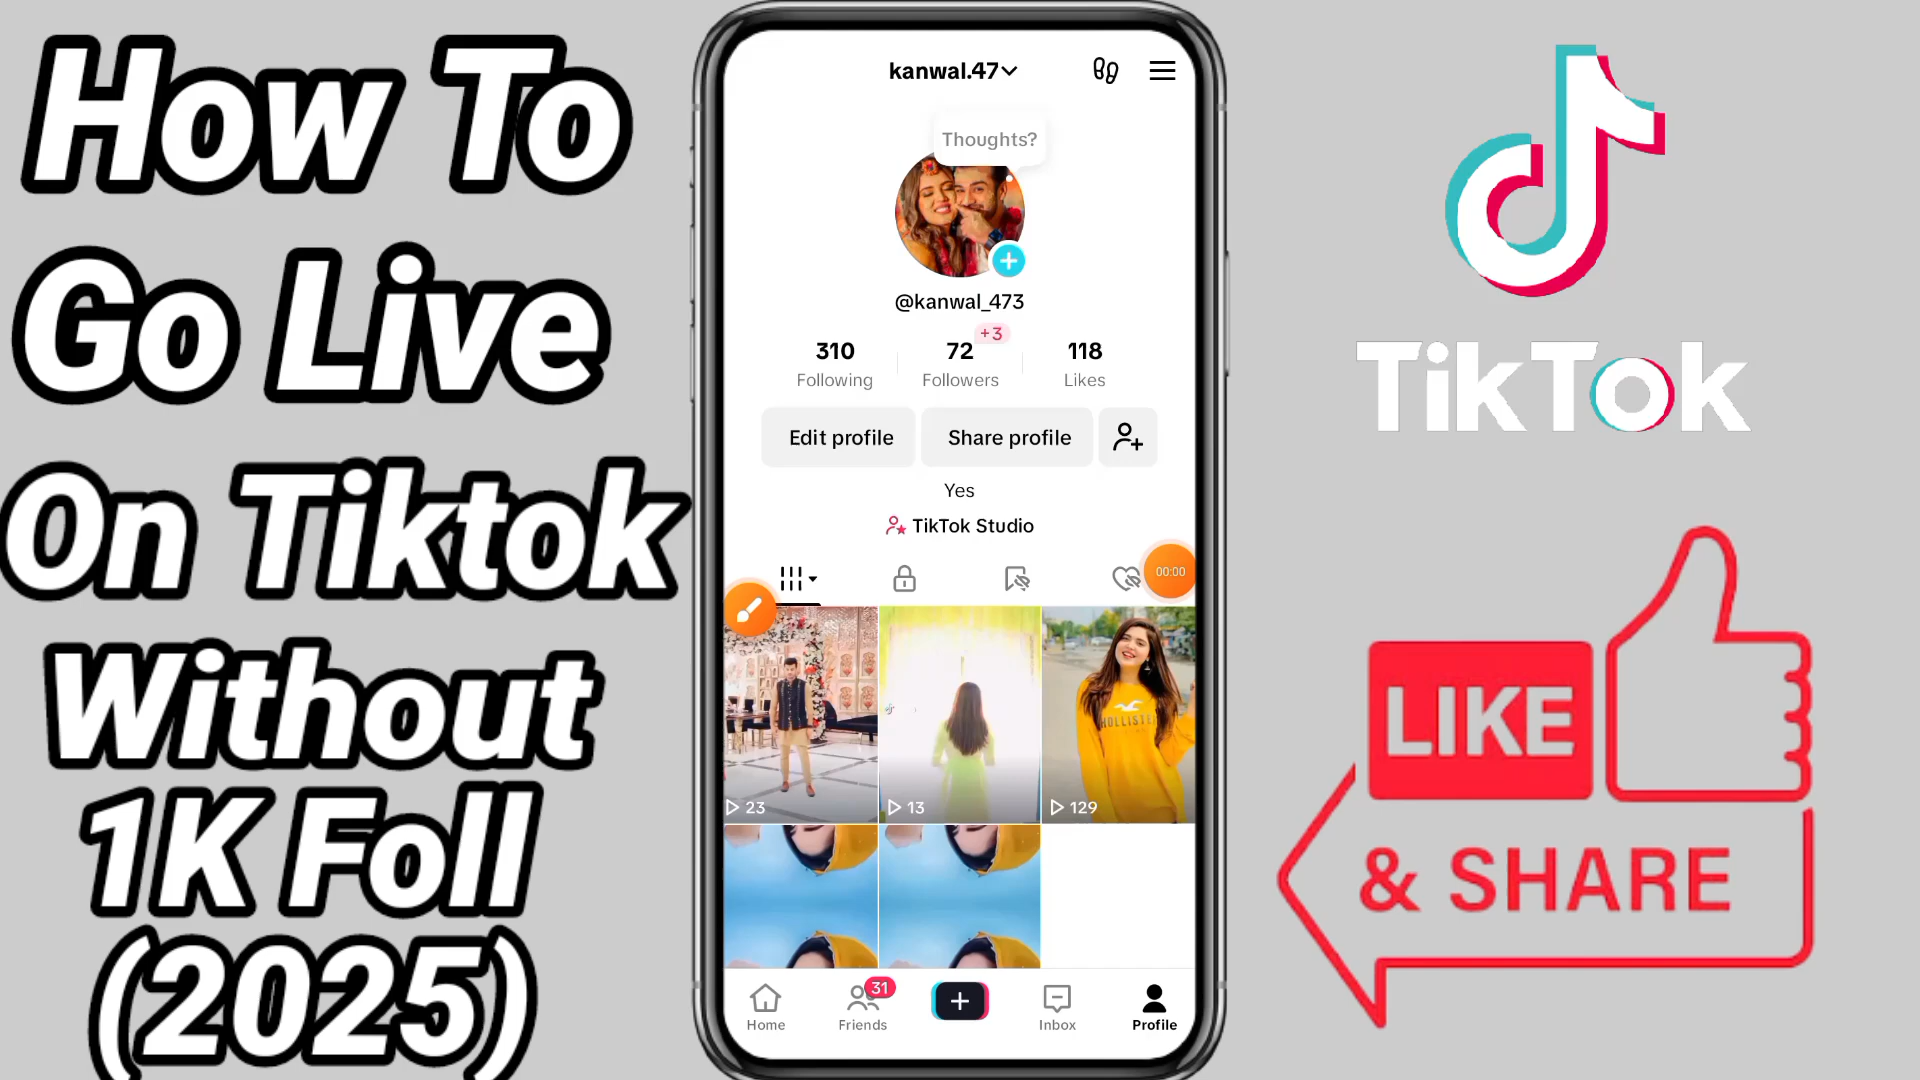 How To
Go Live
On Tiktok
Without
1K Foll
(2025)
kanwal.47
Thoughts?
@kanwal_473
+3
310
72
118
Following
Followers
Likes
Edit profile
Share profile
Yes
TikTok Studio
00:00
HOLLISTE
23
13
129
31
Home
Friends
Inbox
Profile
TikTok
LIKE
& SHARE